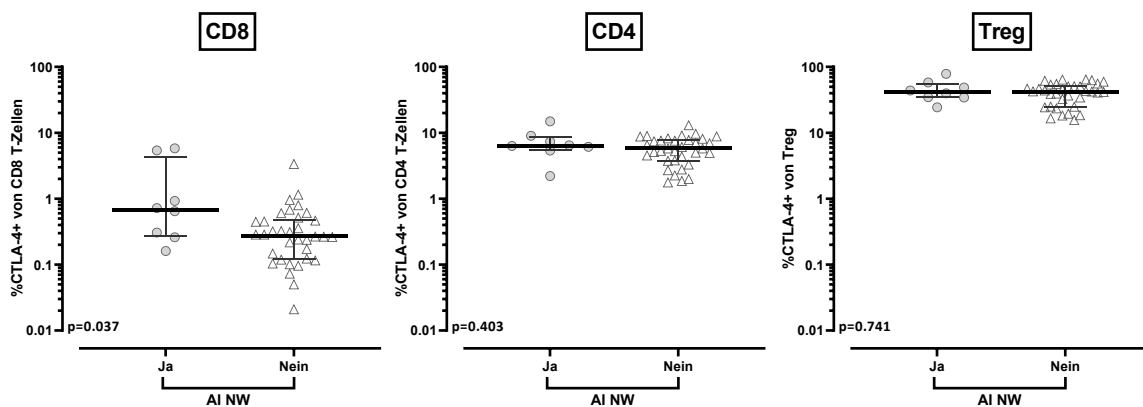 CD8
%CTLA-4+ von CD8 T-Zellen
100
10
1
0.1
0.01
p=0.037
Ja
Nein
AI NW
CD4
%CTLA-4+ von CD4 T-Zellen
100
10
1
0.1
0.01
p=0.403
Ja
Nein
AI NW
Treg
%CTLA-4+ von Treg
100
10
1
0.1
0.01
p=0.741
Ja
Nein
AI NW